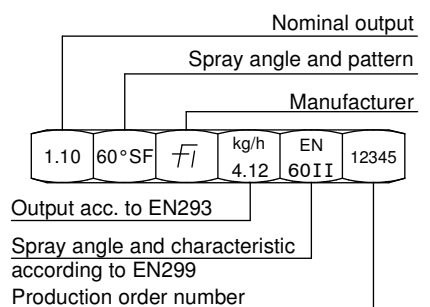 Nominal output
Spray angle and pattern
Manufacturer
1.10 60°SF kg/h 4.12 EN 60II 12345
Output acc. to EN293
Spray angle and characteristic
according to EN299
Production order number